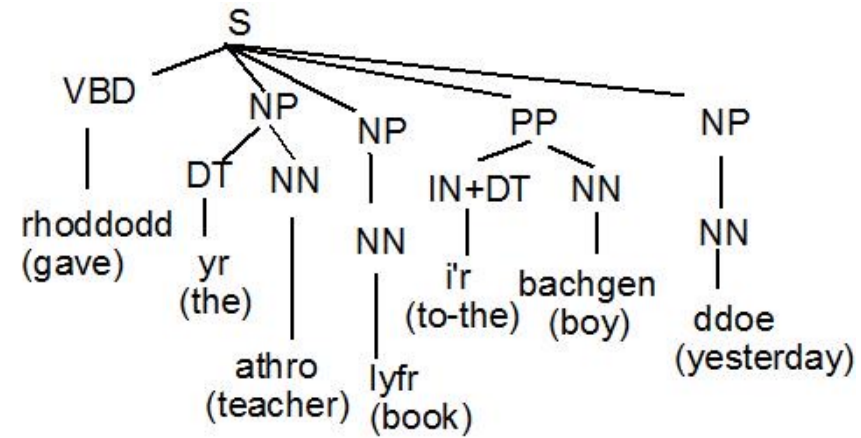 S
VBD NP NP PP NP
DT NN IN+DT NN
NN NN
rhoddodd
(gave)
yr
(the)
i'r
(to-the)
bachgen
(boy)
ddoe
(yesterday)
athro
(teacher)
lyfr
(book)